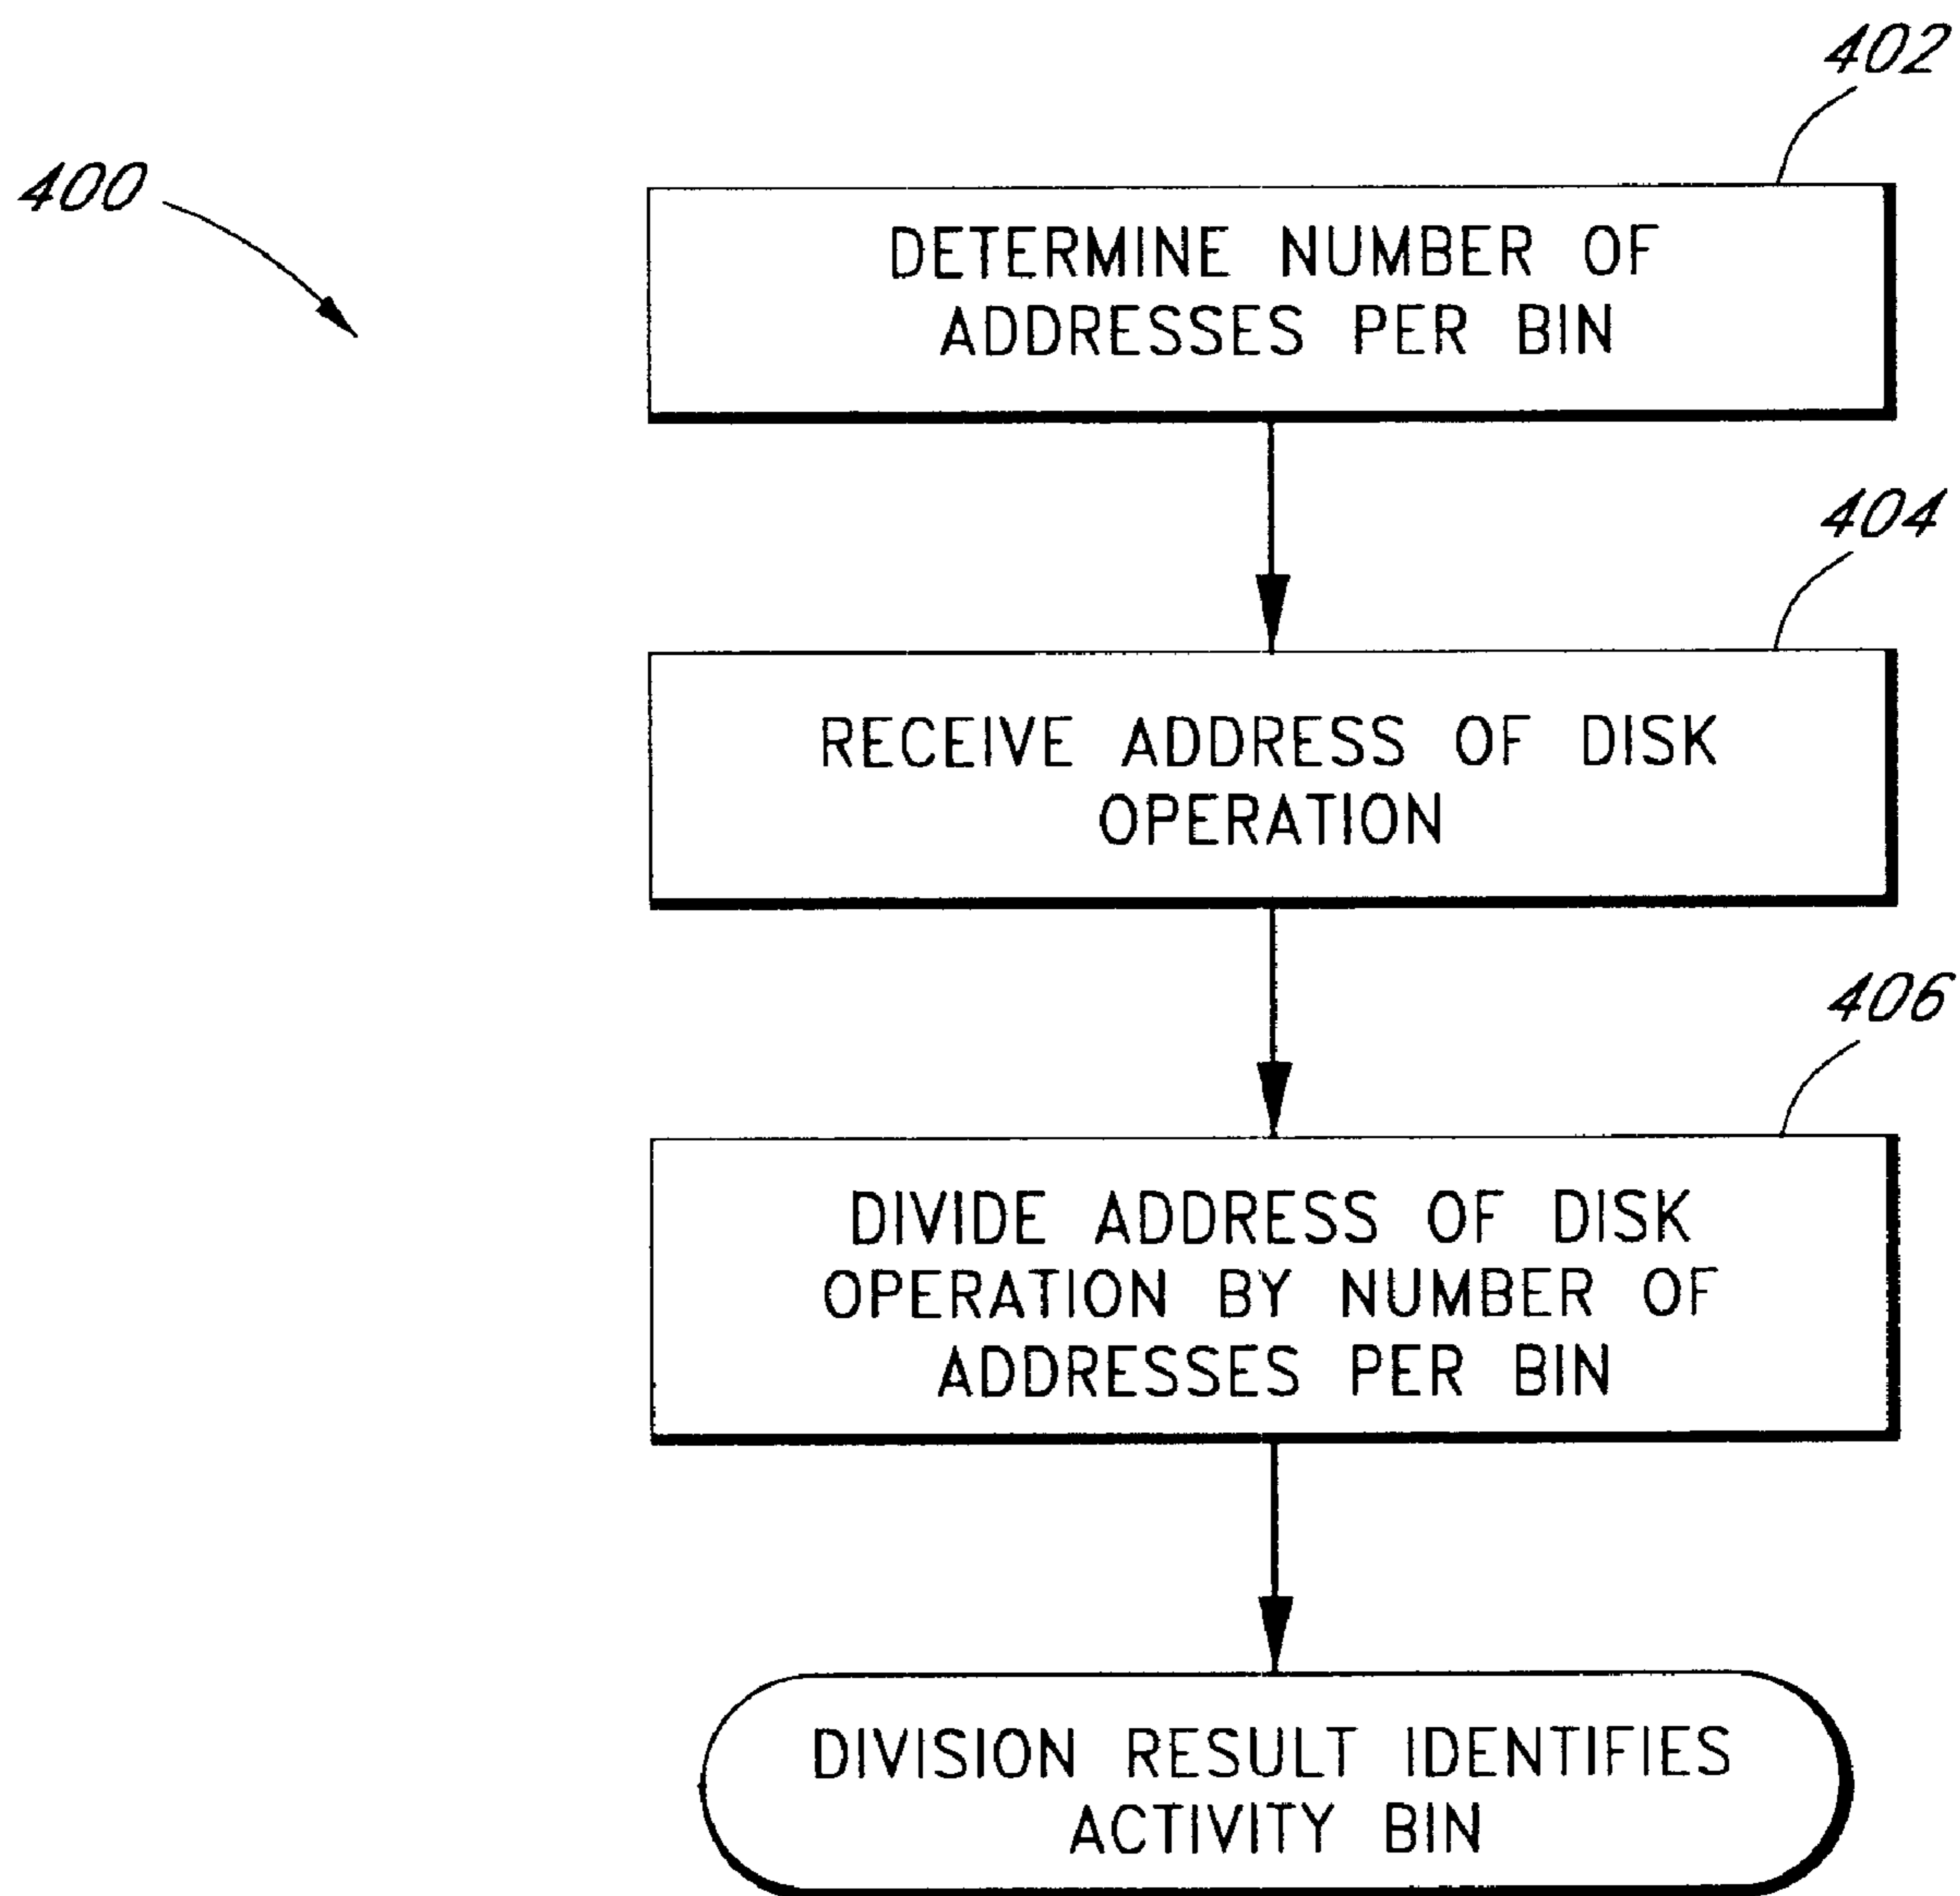 402
400
DETERMINE NUMBER OF
ADDRESSES PER BIN
404
RECEIVE ADDRESS OF DISK
OPERATION
406
DIVIDE ADDRESS OF DISK
OPERATION BY NUMBER OF
ADDRESSES PER BIN
DIVISION RESULT IDENTIFIES
ACTIVITY BIN